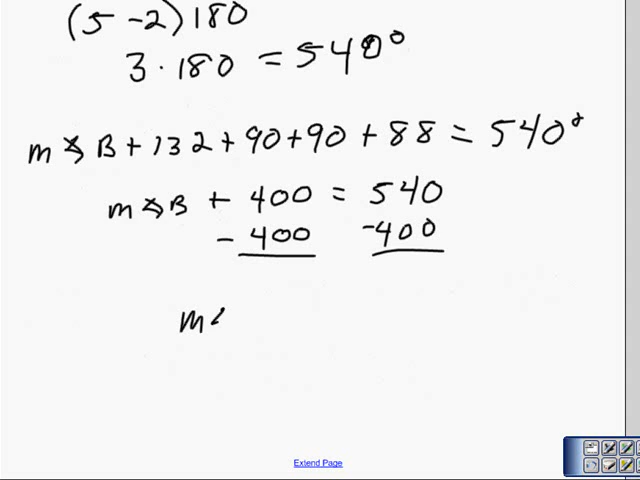 (5 -2)180
3 · 180 = 540°
m∢B + 132 + 90 + 90 + 88 = 540°
m∢B + 400 = 540
- 400 -400
m∢
Extend Page